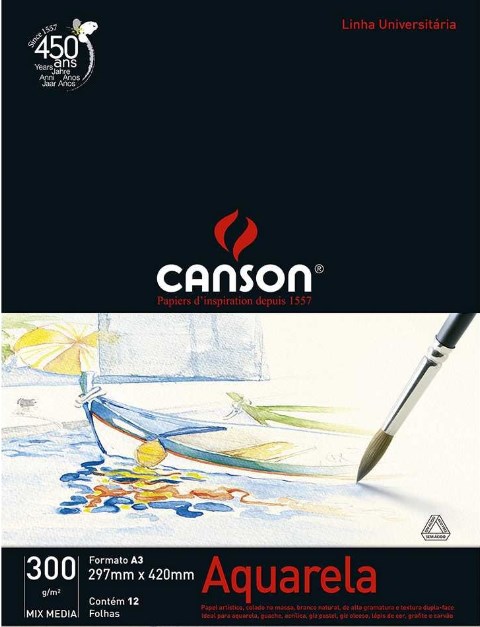 Since 1557
450
ans
Years
Jahre
Anni Anos
Jaar Años
Linha Universitária
CANSON®
Papiers d'inspiration depuis 1557
300
g/m²
MIX MEDIA
Formato A3
297mm x 420mm
Contém 12
Folhas
Aquarela
Papel artístico, colado na massa, branco natural, de alta gramatura e textura dupla-face
Ideal para aquarela, guache, acrílica, giz pastel, giz oleoso, lápis de cor, grafite e carvão
SEM ÁCIDO